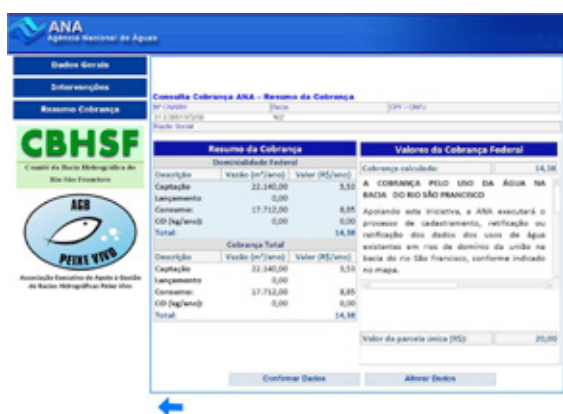 ANA
Agência Nacional de Águas
Dados Gerais
Intervenções
Resumo Cobrança
CBHSF
Comitê da Bacia Hidrográfica do
Rio São Francisco
AGB
PEIXE VIVO
Associação Executiva de Apoio à Gestão
de Bacias Hidrográficas Peixe Vivo
Consulta Cobrança ANA - Resumo da Cobrança
Nº CNARH
CPF / CNPJ
Razão Social
Resumo da Cobrança
Dominialidade Federal
Descrição Vazão (m³/ano) Valor (R$/ano)
Captação 22.140,00 5,53
Lançamento 0,00
Consumo: 17.712,00 8,85
CO (kg/ano): 0,00 0,00
Total: 14,38
Cobrança Total
Descrição Vazão (m³/ano) Valor (R$/ano)
Captação 22.140,00 5,53
Lançamento 0,00
Consumo: 17.712,00 8,85
CO (kg/ano): 0,00 0,00
Total: 14,38
Valores da Cobrança Federal
Cobrança calculada: 14,38
A COBRANÇA PELO USO DA ÁGUA NA
BACIA DO RIO SÃO FRANCISCO
Apoiando esta iniciativa, a ANA executará o
processo de cadastramento, retificação ou
ratificação dos dados dos usos de água
existentes em rios de domínio da união na
bacia do rio São Francisco, conforme indicado
no mapa.
Valor da parcela única (R$): 20,00
Confirmar Dados
Alterar Dados